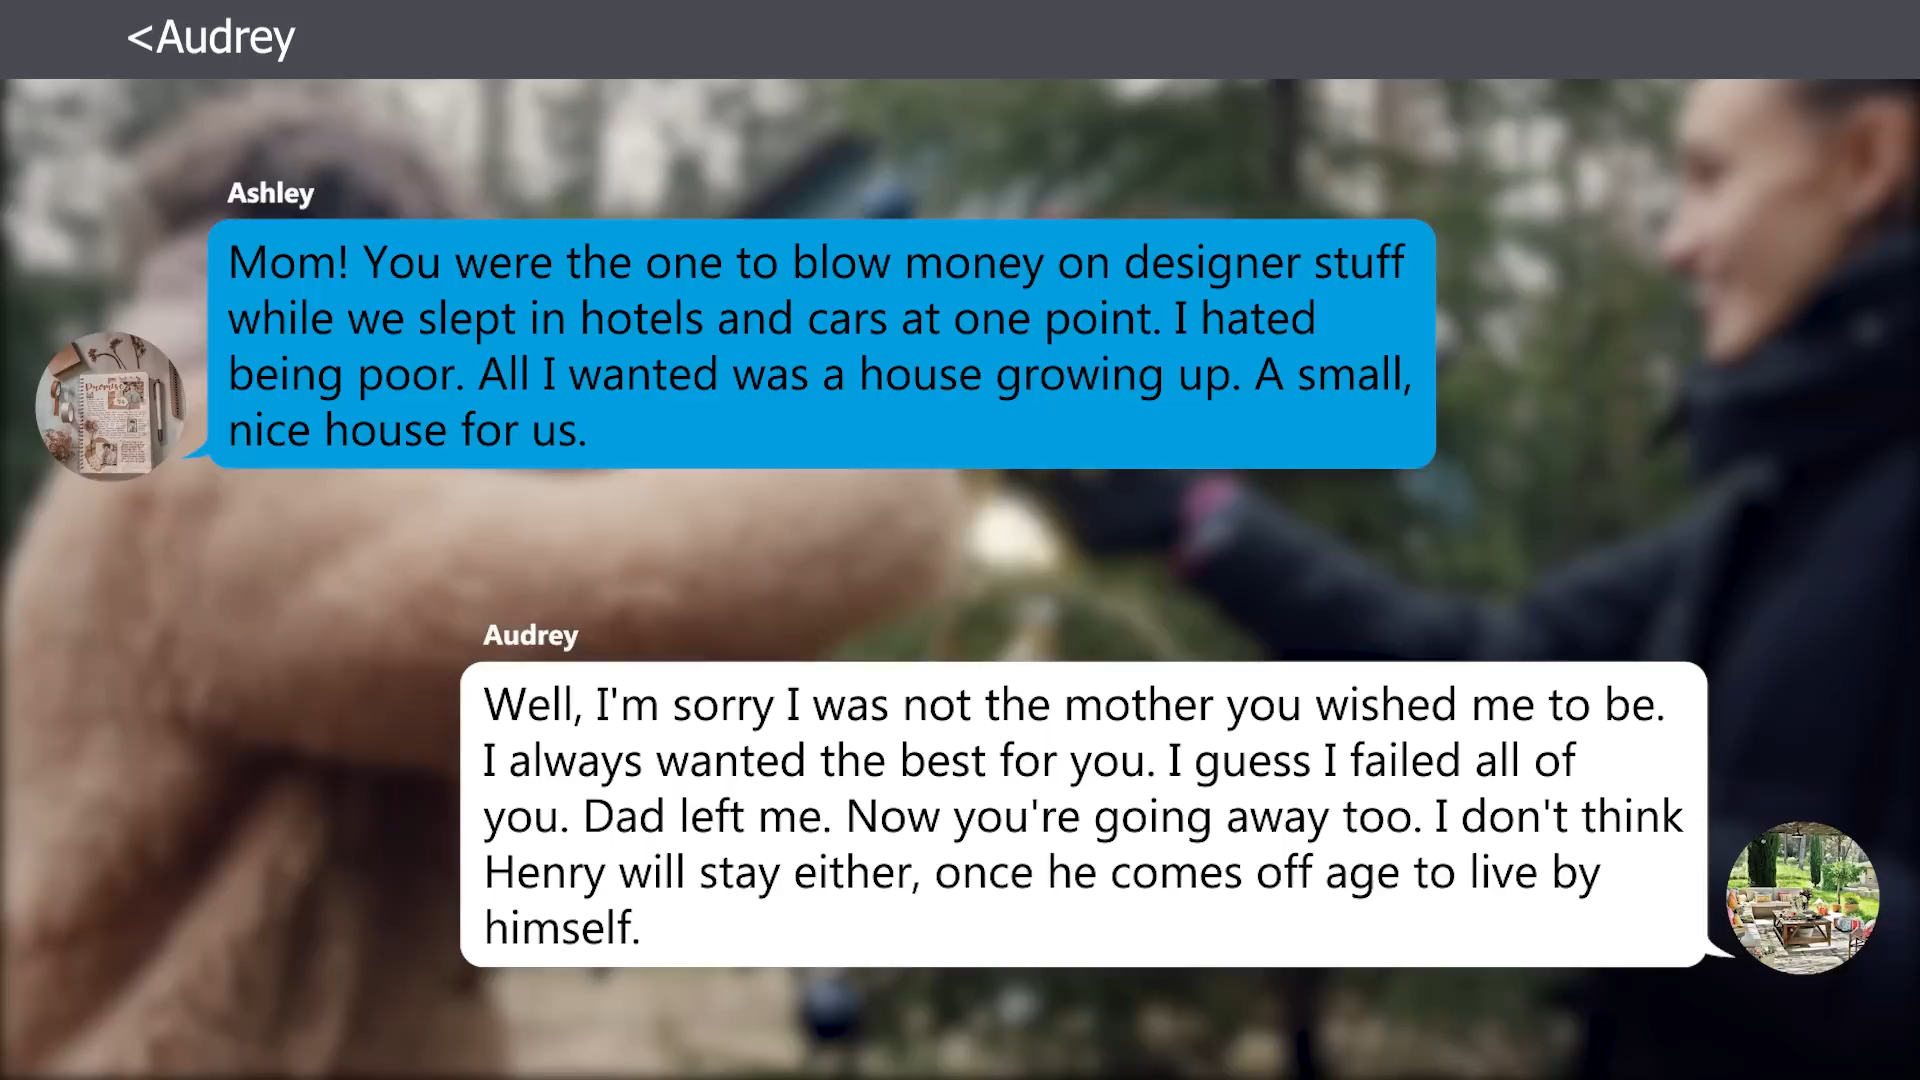 <Audrey
Ashley
Mom! You were the one to blow money on designer stuff
while we slept in hotels and cars at one point. I hated
being poor. All I wanted was a house growing up. A small,
nice house for us.
Audrey
Well, I'm sorry I was not the mother you wished me to be.
I always wanted the best for you. I guess I failed all of
you. Dad left me. Now you're going away too. I don't think
Henry will stay either, once he comes off age to live by
himself.